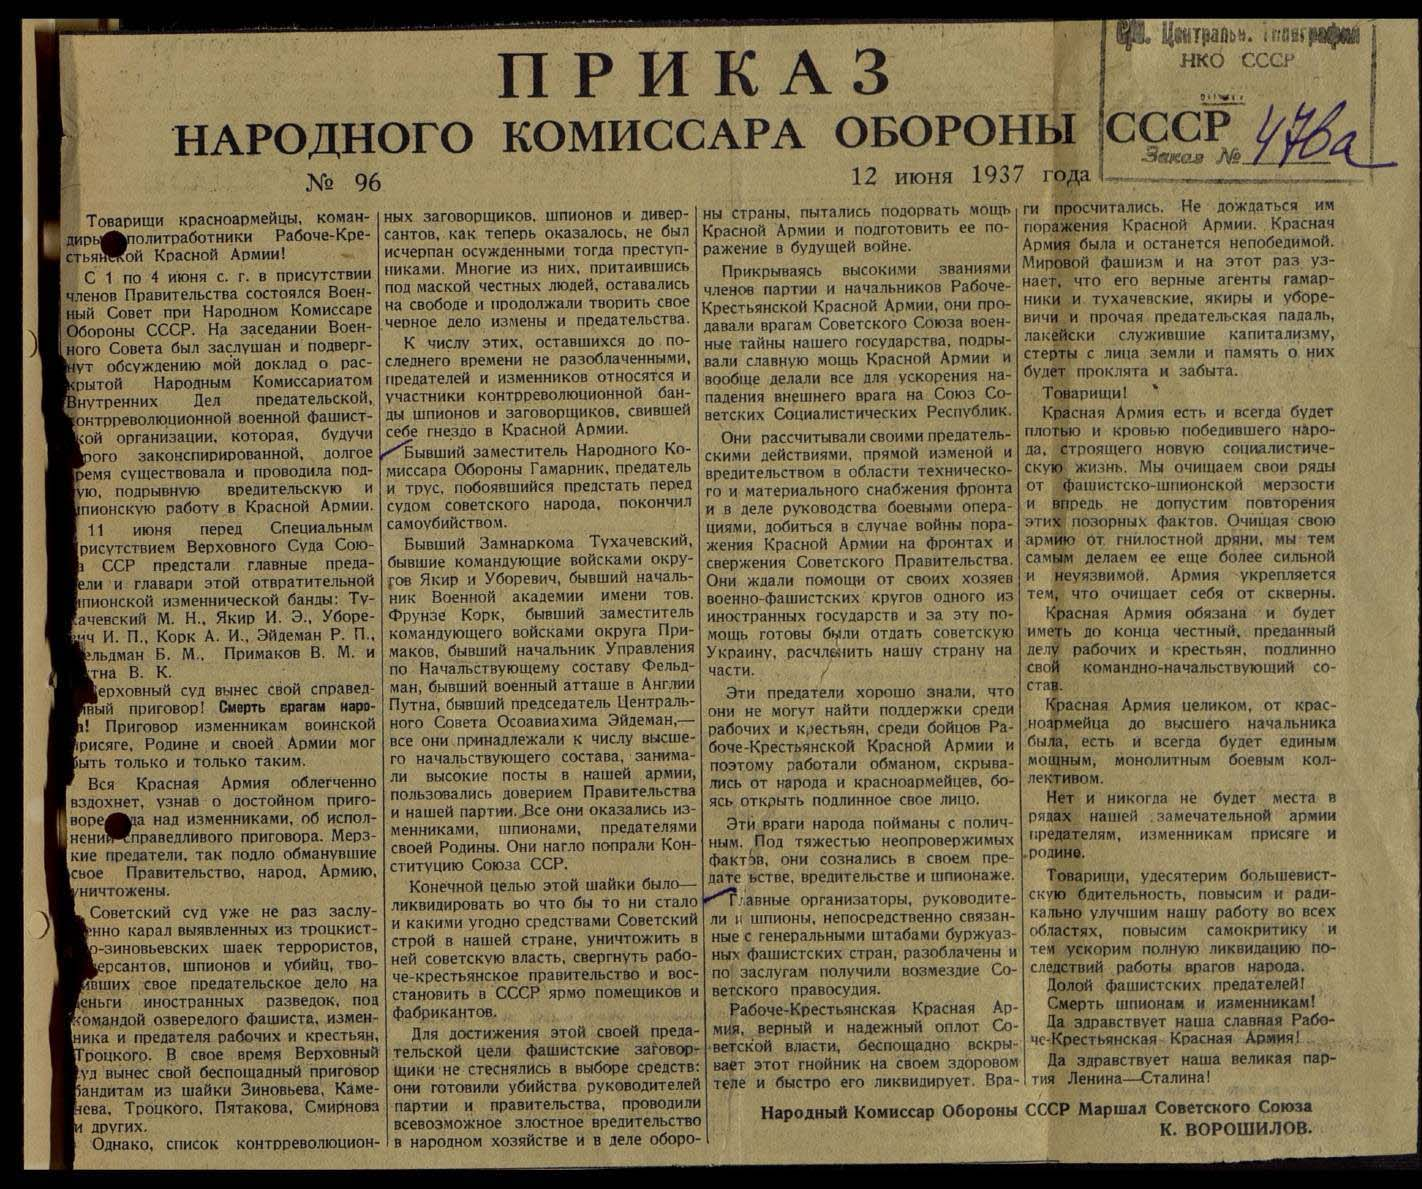 ПРИКАЗ
НАРОДНОГО КОМИССАРА ОБОРОНЫ СССР
№ 96
12 июня 1937 года
НКО СССР
Заказ №
Товарищи красноармейцы, коман-
политработники Рабоче-Кре-
стьянской Красной Армии!
С 1 по 4 июня с. г. в присутствии
членов Правительства состоялся Воен-
ный Совет при Народном Комиссаре
Обороны СССР. На заседании Воен-
ного Совета был заслушан и подверг-
нут обсуждению мой доклад о рас-
крытой Народным Комиссариатом
Внутренних Дел предательской,
контрреволюционной военной фашист-
ской организации, которая, будучи
строго законспирированной, долгое
время существовала и проводила под-
лую, подрывную вредительскую и
шпионскую работу в Красной Армии.
11 июня перед Специальным
присутствием Верховного Суда Сою-
за ССР предстали главные преда-
тели и главари этой отвратительной
шпионской изменнической банды: Ту-
хачевский М. Н., Якир И. Э., Уборе-
вич И. П., Корк А. И., Эйдеман Р. П.,
Фельдман Б. М., Примаков В. М. и
Путна В. К.
Верховный суд вынес свой справед-
ливый приговор! Смерть врагам наро-
да! Приговор изменникам воинской
присяге, Родине и своей Армии мог
быть только и только таким.
Вся Красная Армия облегченно
вздохнет, узнав о достойном приго-
воре суда над изменниками, об испол-
нении справедливого приговора. Мерз-
кие предатели, так подло обманувшие
свое Правительство, народ, Армию,
уничтожены.
Советский суд уже не раз заслу-
женно карал выявленных из троцкист-
ско-зиновьевских шаек террористов,
диверсантов, шпионов и убийц, тво-
ривших свое предательское дело на
деньги иностранных разведок, под
командой озверелого фашиста, измен-
ника и предателя рабочих и крестьян,
Троцкого. В свое время Верховный
суд вынес свой беспощадный приговор
бандитам из шайки Зиновьева, Каме-
нева, Троцкого, Пятакова, Смирнова
и других.
Однако, список контрреволюцион-
ных заговорщиков, шпионов и дивер-
сантов, как теперь оказалось, не был
исчерпан осужденными тогда преступ-
никами. Многие из них, притаившись
под маской честных людей, оставались
на свободе и продолжали творить свое
черное дело измены и предательства.
К числу этих, оставшихся до по-
следнего времени не разоблаченными,
предателей и изменников относятся и
участники контрреволюционной бан-
ды шпионов и заговорщиков, свившей
себе гнездо в Красной Армии.
Бывший заместитель Народного Ко-
миссара Обороны Гамарник, предатель
и трус, побоявшийся предстать перед
судом советского народа, покончил
самоубийством.
Бывший Замнаркома Тухачевский,
бывшие командующие войсками окру-
гов Якир и Уборевич, бывший началь-
ник Военной академии имени тов.
Фрунзе Корк, бывший заместитель
командующего войсками округа При-
маков, бывший начальник Управления
по Начальствующему составу Фельд-
ман, бывший военный атташе в Англии
Путна, бывший председатель Централь-
ного Совета Осоавиахима Эйдеман,—
все они принадлежали к числу высше-
го начальствующего состава, занима-
ли высокие посты в нашей армии,
пользовались доверием Правительства
и нашей партии. Все они оказались из-
менниками, шпионами, предателями
своей Родины. Они нагло попрали Кон-
ституцию Союза ССР.
Конечной целью этой шайки было—
ликвидировать во что бы то ни стало
и какими угодно средствами Советский
строй в нашей стране, уничтожить в
ней советскую власть, свергнуть рабо-
че-крестьянское правительство и вос-
становить в СССР ярмо помещиков и
фабрикантов.
Для достижения этой своей преда-
тельской цели фашистские заговор-
щики не стеснялись в выборе средств:
они готовили убийства руководителей
партии и правительства, проводили
всевозможное злостное вредительство
в народном хозяйстве и в деле оборо-
ны страны, пытались подорвать мощь
Красной Армии и подготовить ее по-
ражение в будущей войне.
Прикрываясь высокими званиями
членов партии и начальников Рабоче-
Крестьянской Красной Армии, они про-
давали врагам Советского Союза воен-
ные тайны нашего государства, подры-
вали славную мощь Красной Армии и
вообще делали все для ускорения на-
падения внешнего врага на Союз Со-
ветских Социалистических Республик.
Они рассчитывали своими предатель-
скими действиями, прямой изменой и
вредительством в области техническо-
го и материального снабжения фронта
и в деле руководства боевыми опера-
циями, добиться в случае войны пора-
жения Красной Армии на фронтах и
свержения Советского Правительства.
Они ждали помощи от своих хозяев
военно-фашистских кругов одного из
иностранных государств и за эту по-
мощь готовы были отдать советскую
Украину, расчленить нашу страну на
части.
Эти предатели хорошо знали, что
они не могут найти поддержки среди
рабочих и крестьян, среди бойцов Ра-
боче-Крестьянской Красной Армии и
поэтому работали обманом, скрыва-
лись от народа и красноармейцев, бо-
ясь открыть подлинное свое лицо.
Эти враги народа пойманы с полич-
ным. Под тяжестью неопровержимых
фактов, они сознались в своем пре-
дательстве, вредительстве и шпионаже.
Главные организаторы, руководите-
ли и шпионы, непосредственно связан-
ные с генеральными штабами буржуаз-
ных фашистских стран, разоблачены и
по заслугам получили возмездие Со-
ветского правосудия.
Рабоче-Крестьянская Красная Ар-
мия, верный и надежный оплот Со-
ветской власти, беспощадно вскры-
вает этот гнойник на своем здоровом
теле и быстро его ликвидирует. Вра-
ги просчитались. Не дождаться им
поражения Красной Армии. Красная
Армия была и останется непобедимой.
Мировой фашизм и на этот раз уз-
нает, что его верные агенты гамар-
ники и тухачевские, якиры и уборе-
вичи и прочая предательская падаль,
лакейски служившие капитализму,
стерты с лица земли и память о них
будет проклята и забыта.
Товарищи!
Красная Армия есть и всегда будет
плотью и кровью победившего наро-
да, строящего новую социалистиче-
скую жизнь. Мы очищаем свои ряды
от фашистско-шпионской мерзости
и впредь не допустим повторения
этих позорных фактов. Очищая свою
армию от гнилостной дряни, мы тем
самым делаем ее еще более сильной
и неуязвимой. Армия укрепляется
тем, что очищает себя от скверны.
Красная Армия обязана и будет
иметь до конца честный, преданный
делу рабочих и крестьян, подлинно
свой командно-начальствующий со-
став.
Красная Армия целиком, от крас-
ноармейца до высшего начальника
была, есть и всегда будет единым
мощным, монолитным боевым кол-
лективом.
Нет и никогда не будет места в
рядах нашей замечательной армии
предателям, изменникам присяге и
родине.
Товарищи, удесятерим большевист-
скую бдительность, повысим и ради-
кально улучшим нашу работу во всех
областях, повысим самокритику и
тем ускорим полную ликвидацию по-
следствий работы врагов народа.
Долой фашистских предателей!
Смерть шпионам и изменникам!
Да здравствует наша славная Рабо-
че-Крестьянская Красная Армия!
Да здравствует наша великая пар-
тия Ленина—Сталина!
Народный Комиссар Обороны СССР Маршал Советского Союза
К. ВОРОШИЛОВ.